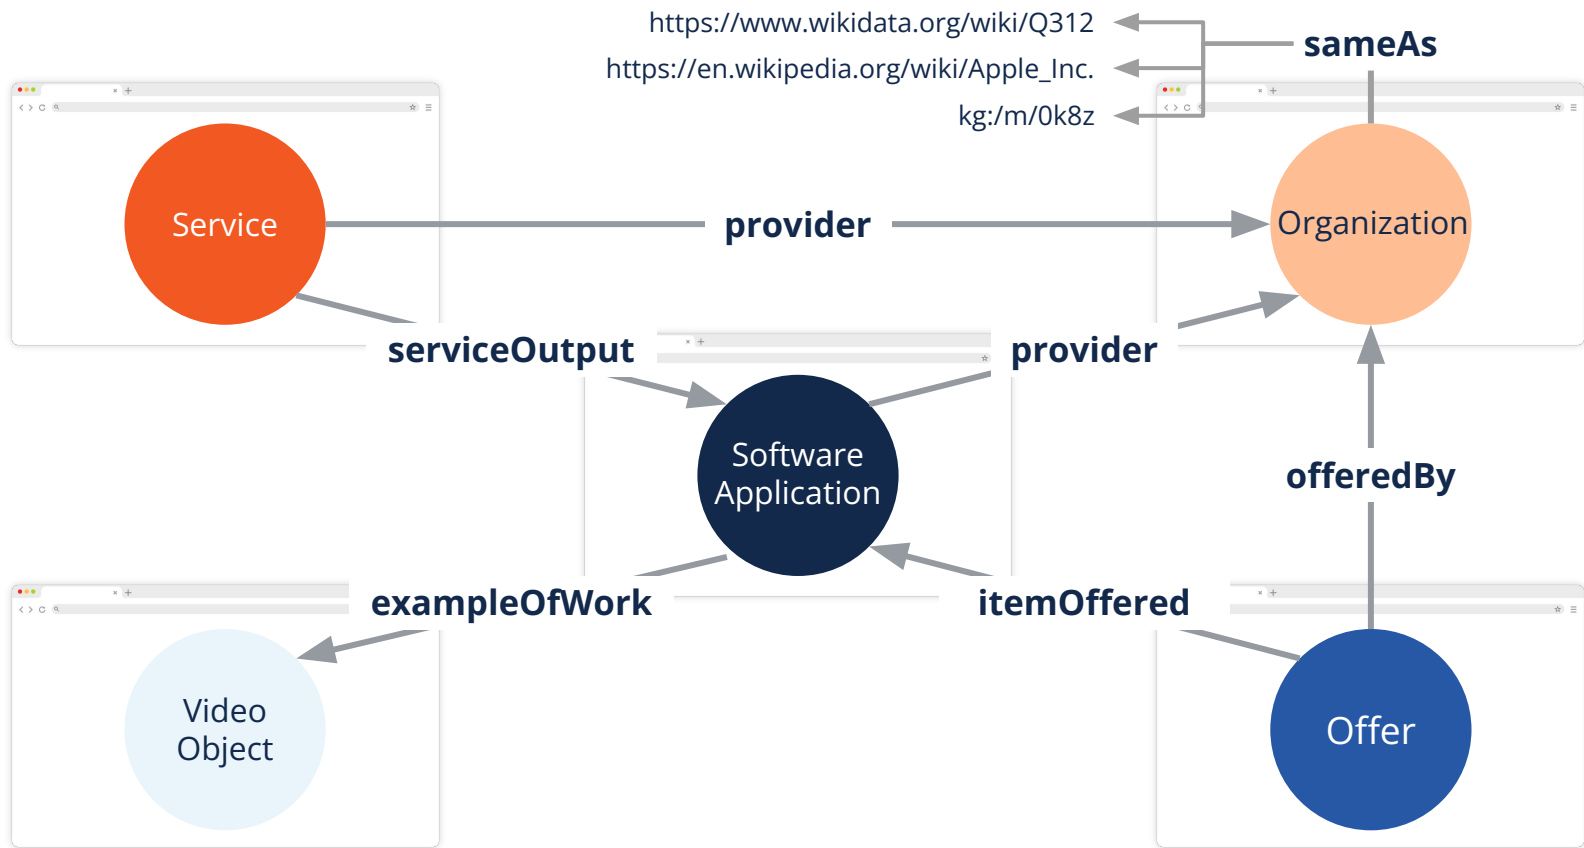 https://www.wikidata.org/wiki/Q312
sameAs
https://en.wikipedia.org/wiki/Apple_Inc.
kg:/m/0k8z
Service
provider
Organization
serviceOutput
provider
Software
Application
offeredBy
exampleOfWork
itemOffered
Video
Object
Offer